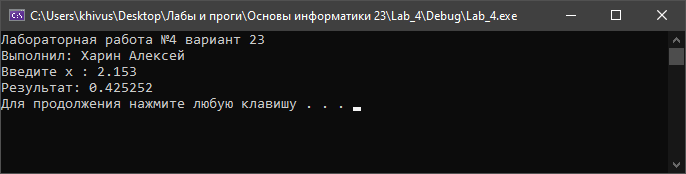 C:\Users\khivus\Desktop\Лабы и проги\Основы информатики 23\Lab_4\Debug\Lab_4.exe
Лабораторная работа №4 вариант 23
Выполнил: Харин Алексей
Введите x : 2.153
Результат: 0.425252
Для продолжения нажмите любую клавишу . . .